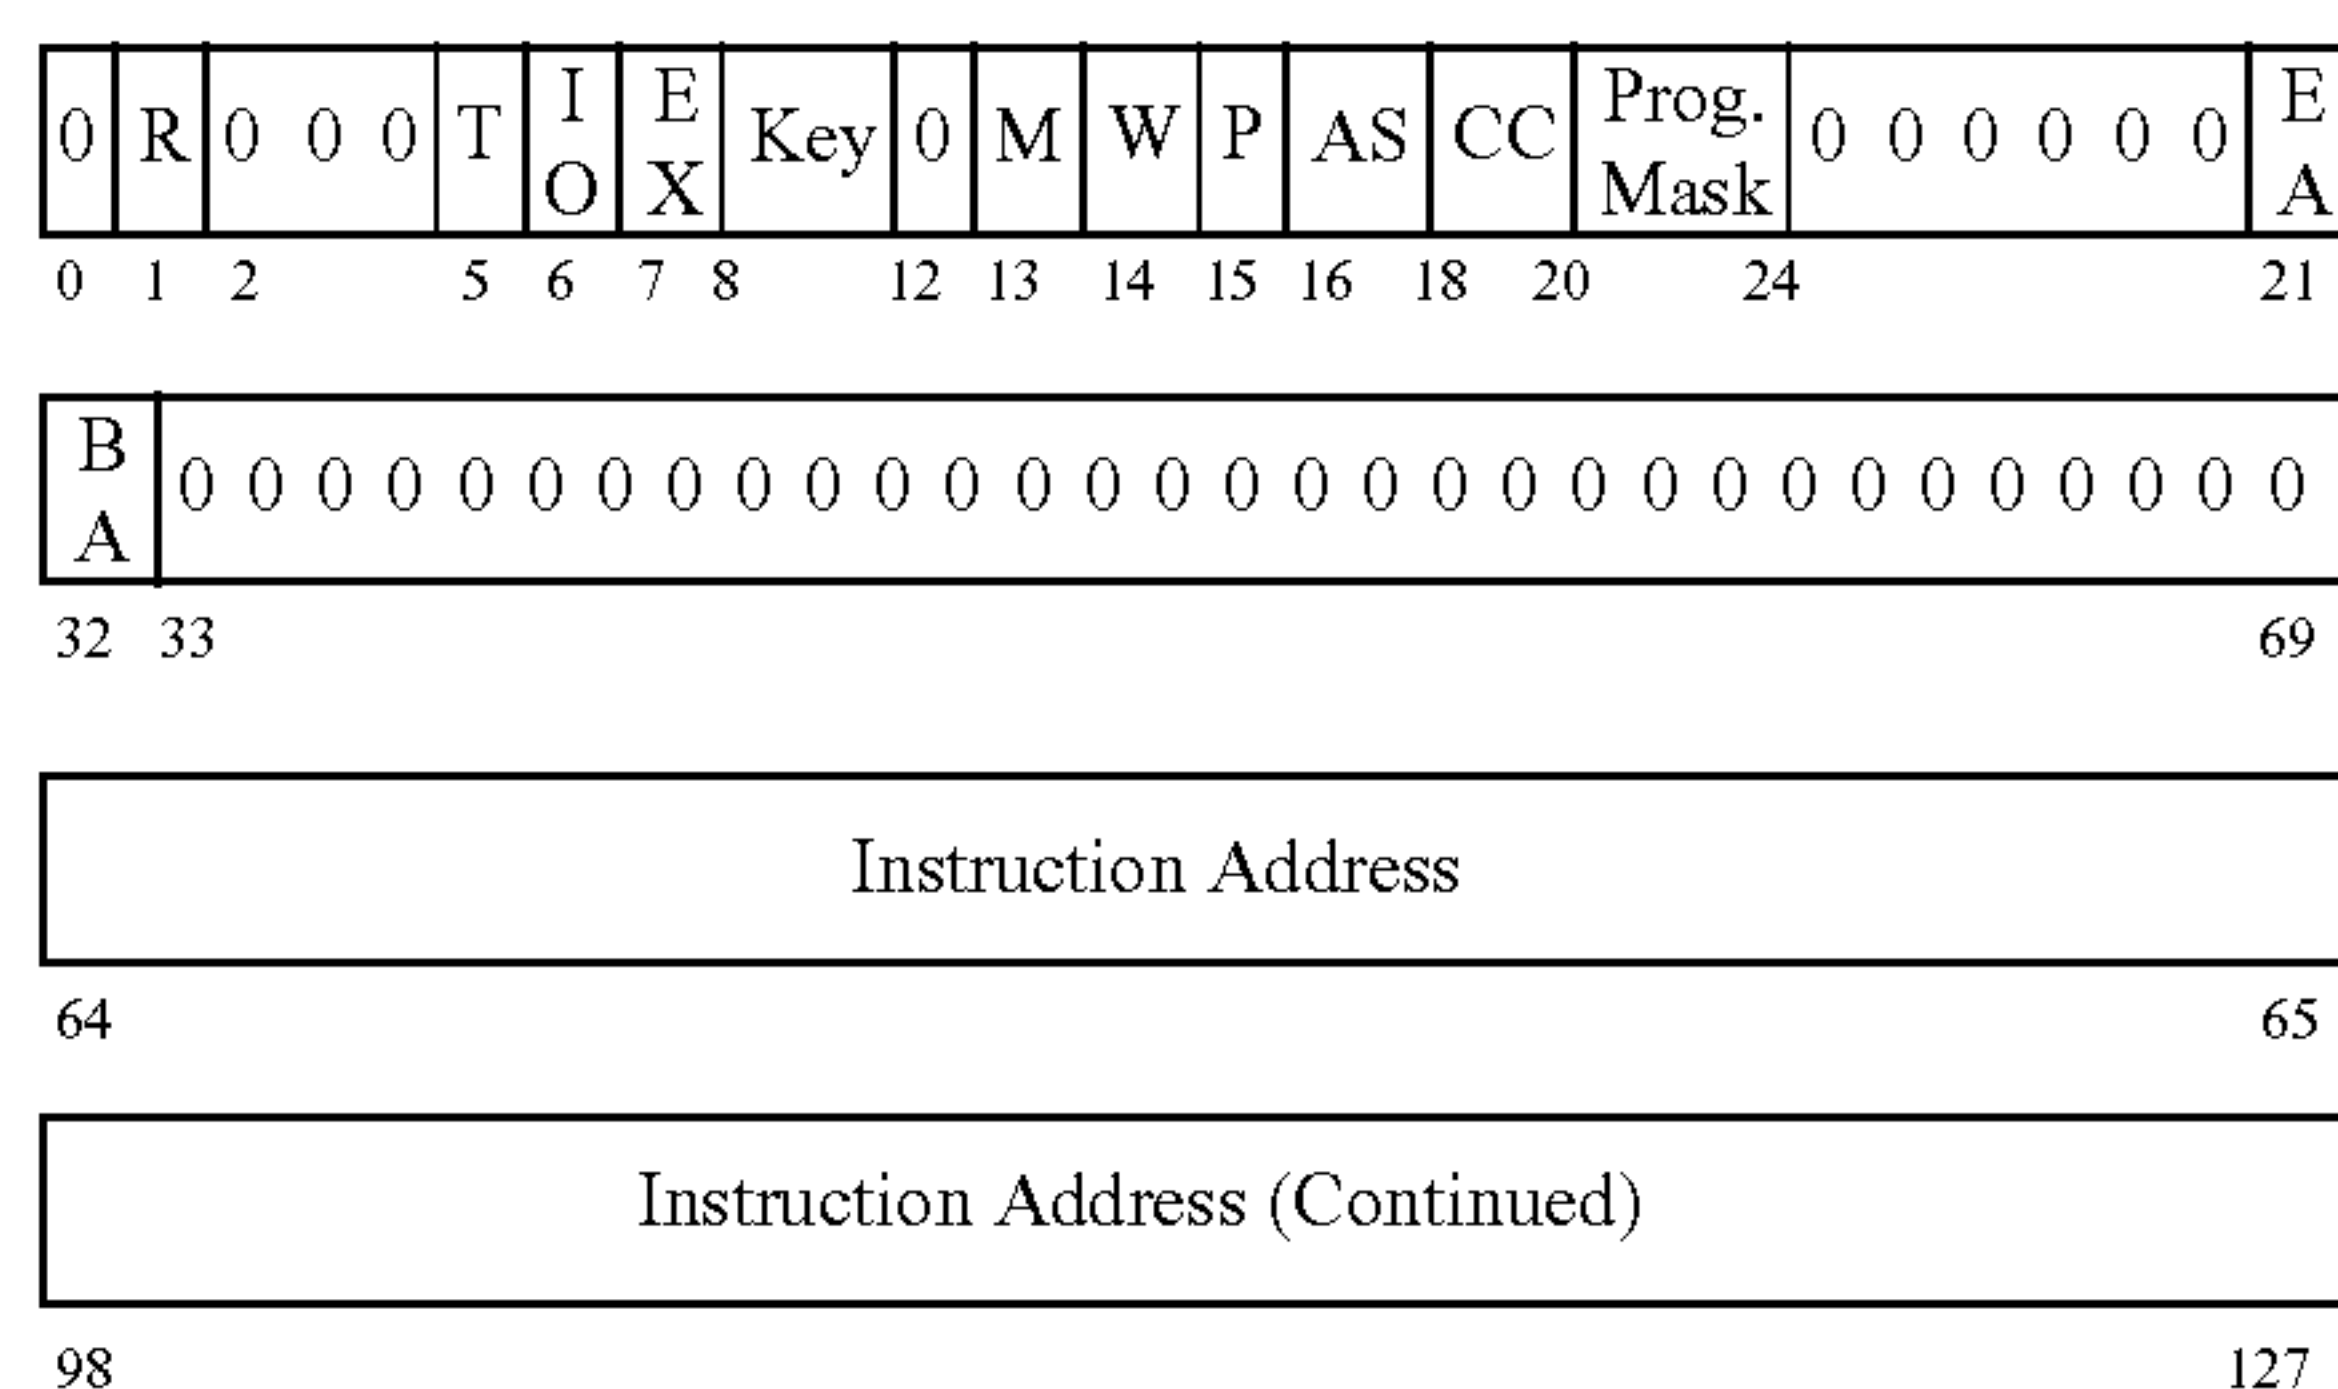 0 R 0 0 0 T I O E X Key 0 M W P AS CC Prog. Mask 0 0 0 0 0 0 E A
0 1 2 5 6 7 8 12 13 14 15 16 18 20 24 21
B A 0 0 0 0 0 0 0 0 0 0 0 0 0 0 0 0 0 0 0 0 0 0 0 0 0 0 0 0 0 0 0
32 33 69
Instruction Address
64 65
Instruction Address (Continued)
98 127